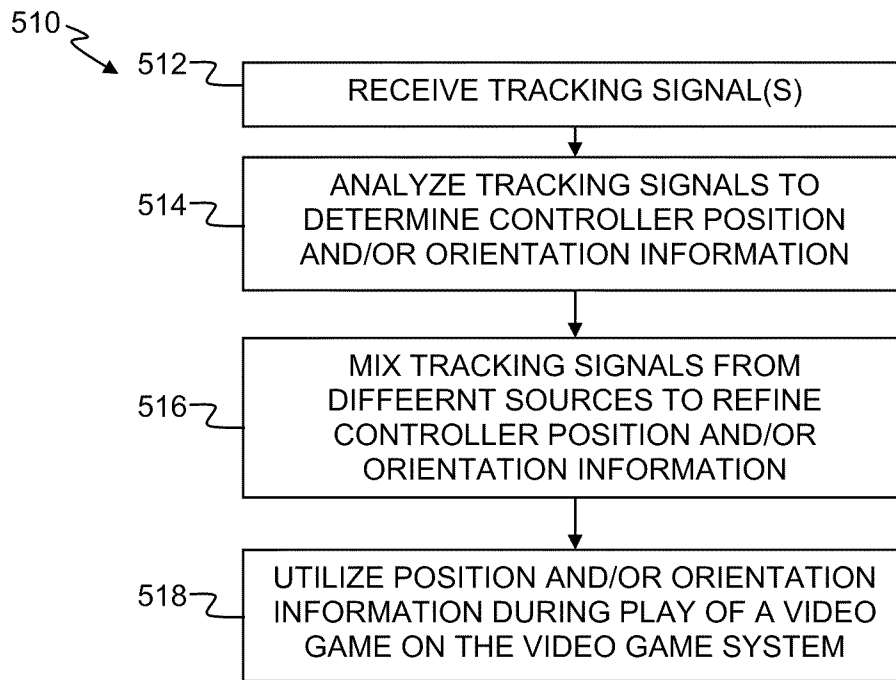 510
512
RECEIVE TRACKING SIGNAL(S)
514
ANALYZE TRACKING SIGNALS TO
DETERMINE CONTROLLER POSITION
AND/OR ORIENTATION INFORMATION
516
MIX TRACKING SIGNALS FROM
DIFFEERNT SOURCES TO REFINE
CONTROLLER POSITION AND/OR
ORIENTATION INFORMATION
518
UTILIZE POSITION AND/OR ORIENTATION
INFORMATION DURING PLAY OF A VIDEO
GAME ON THE VIDEO GAME SYSTEM